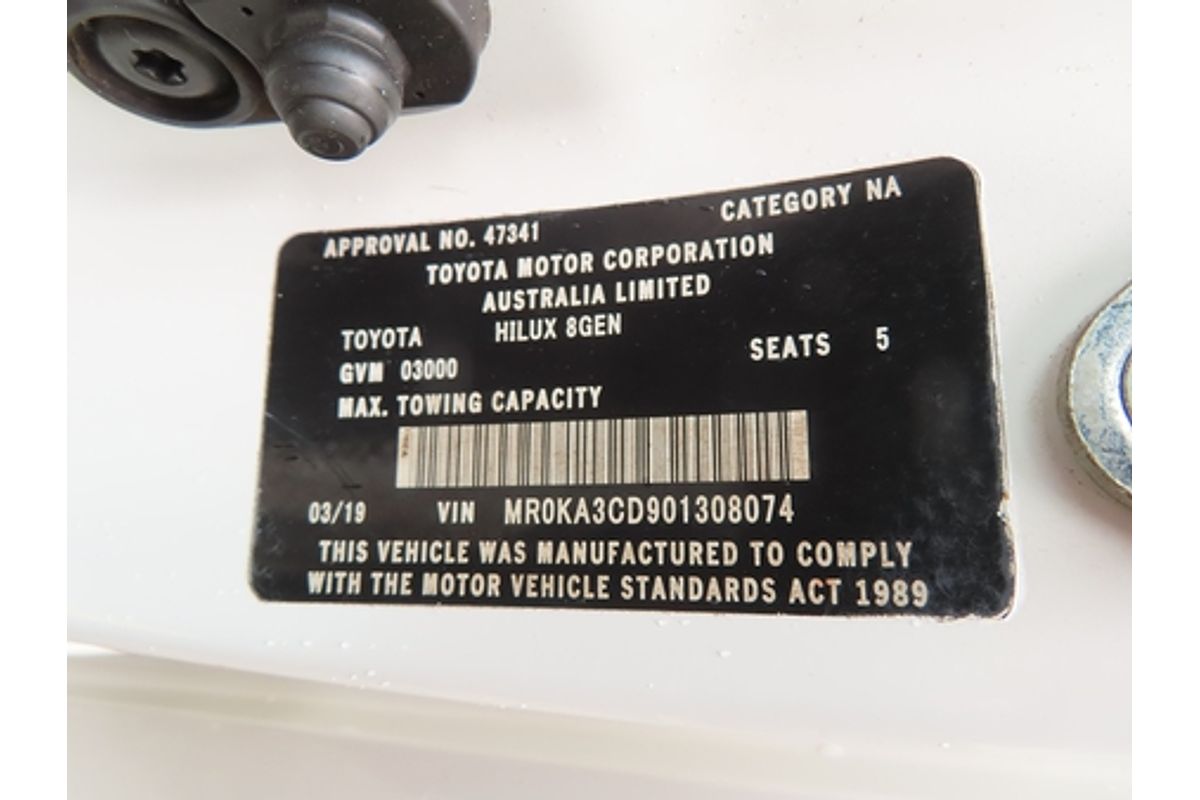 APPROVAL NO. 47341 CATEGORY NA
TOYOTA MOTOR CORPORATION
AUSTRALIA LIMITED
TOYOTA HILUX 8GEN
GVM 03000 SEATS 5
MAX. TOWING CAPACITY
03/19 VIN MR0KA3CD901308074
THIS VEHICLE WAS MANUFACTURED TO COMPLY
WITH THE MOTOR VEHICLE STANDARDS ACT 1989